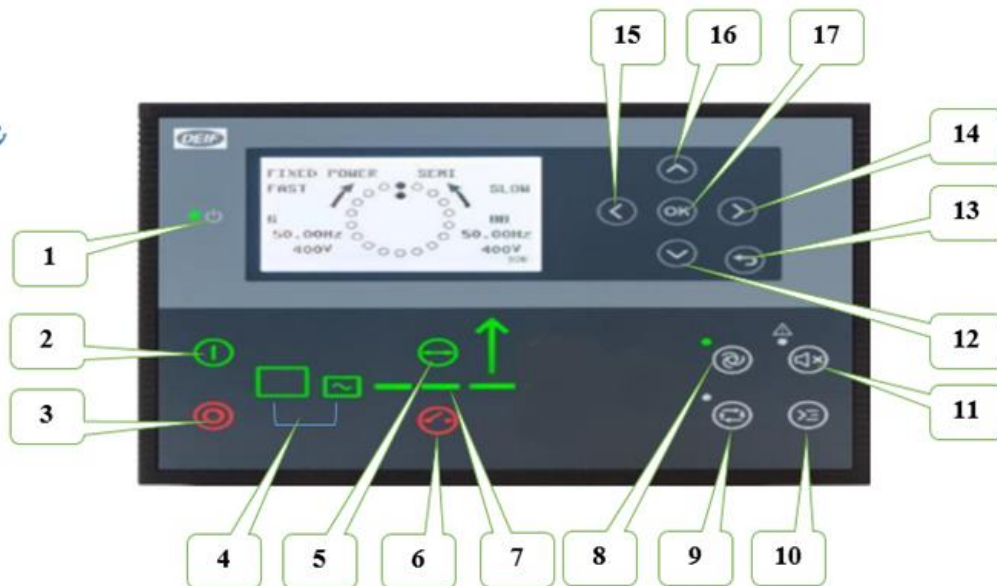 15 16 17
DEIF
FIXED POWER SEMI
FAST SLOW
G BB
50.00Hz 50.00Hz
400V 400V
OK
14
13
1
2
12
3
11
4 5 6 7 8 9 10